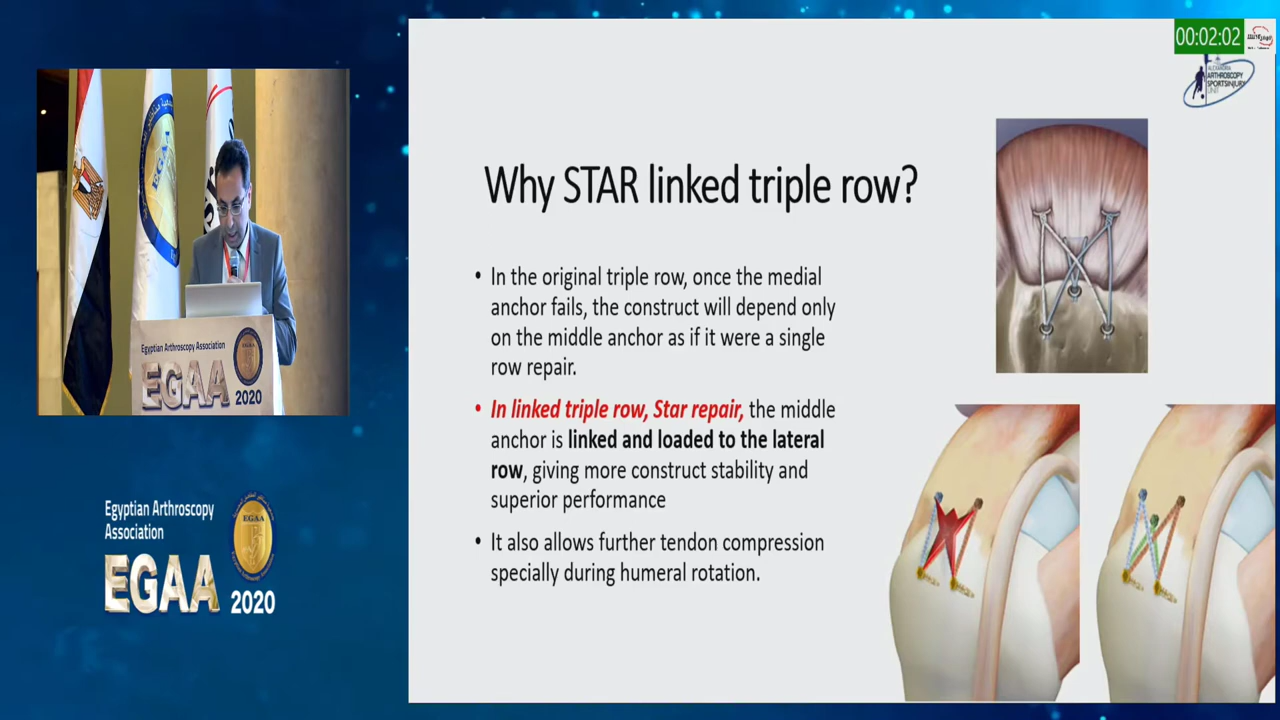 00:02:02
ALEXANDRIA
ARTHROSCOPY
SPORTSINJURY
UNIT
Why STAR linked triple row?
• In the original triple row, once the medial
anchor fails, the construct will depend only
on the middle anchor as if it were a single
row repair.
• In linked triple row, Star repair, the middle
anchor is linked and loaded to the lateral
row, giving more construct stability and
superior performance
• It also allows further tendon compression
specially during humeral rotation.
Egyptian Arthroscopy Association
EGAA
2020
Egyptian Arthroscopy
Association
EGAA
EGAA
2020